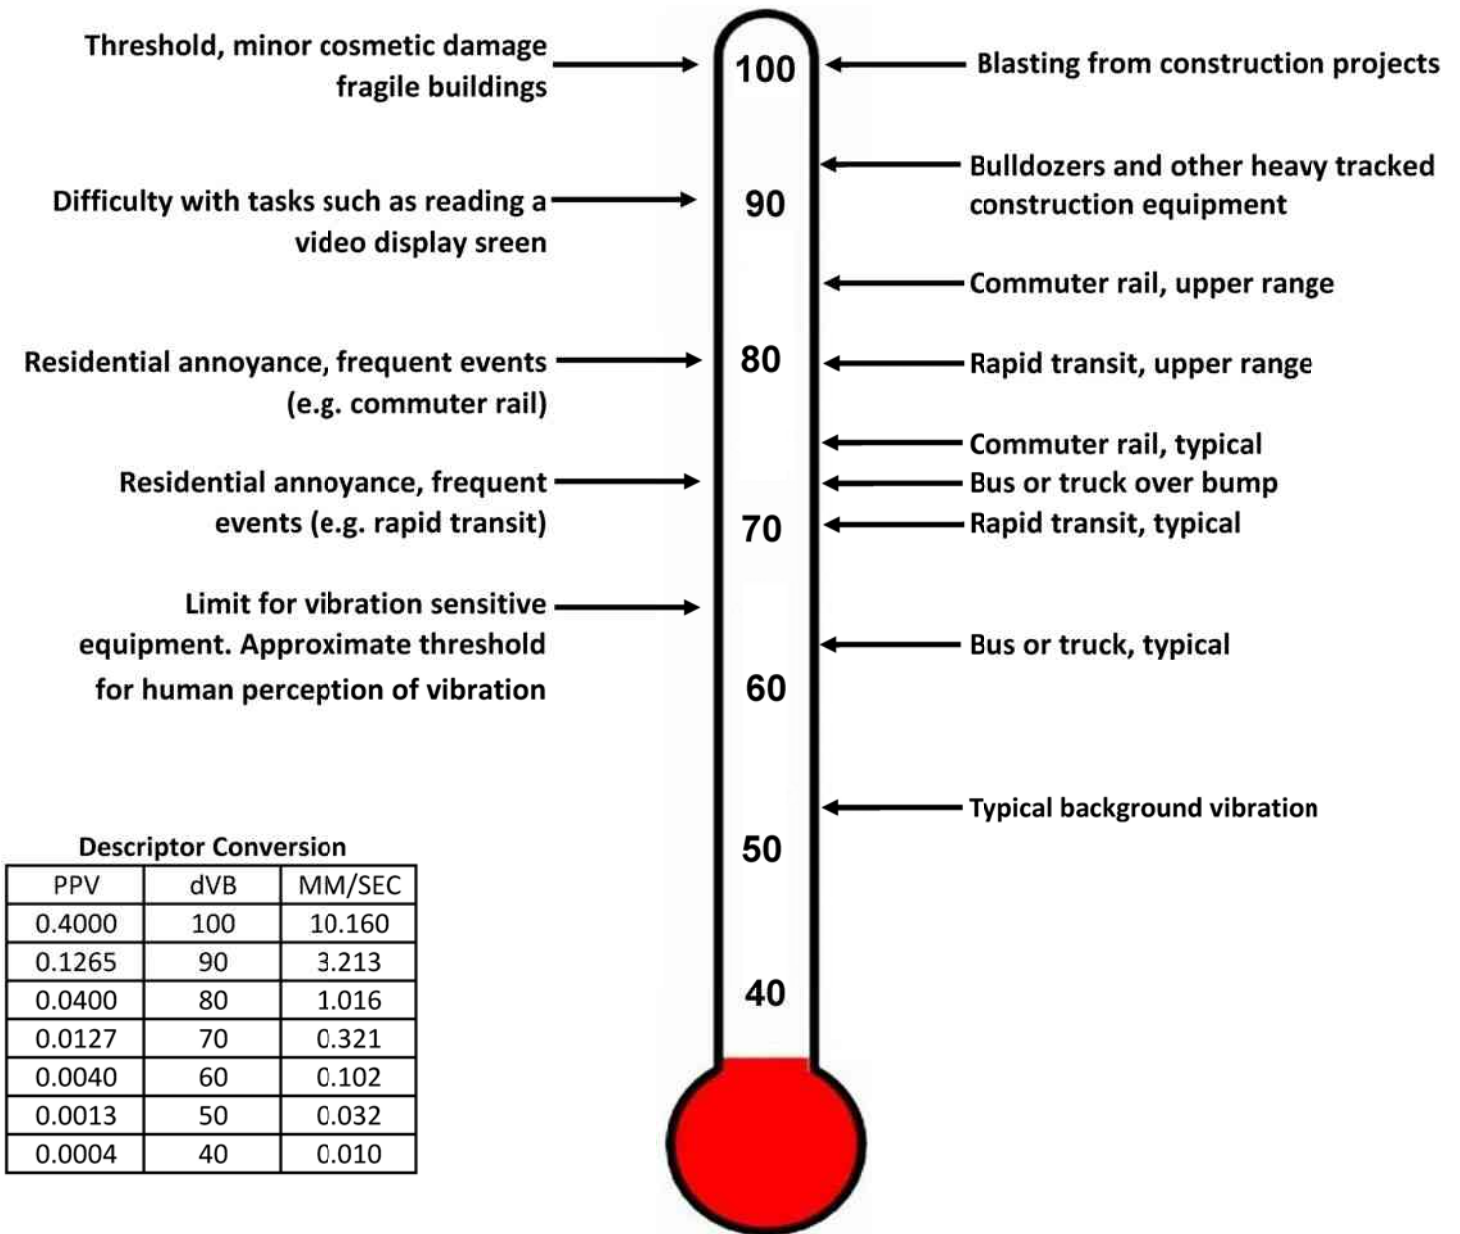 Threshold, minor cosmetic damage
fragile buildings
Difficulty with tasks such as reading a
video display sreen
Residential annoyance, frequent events
(e.g. commuter rail)
Residential annoyance, frequent
events (e.g. rapid transit)
Limit for vibration sensitive
equipment. Approximate threshold
for human perception of vibration
100
90
80
70
60
50
40
Blasting from construction projects
Bulldozers and other heavy tracked
construction equipment
Commuter rail, upper range
Rapid transit, upper range
Commuter rail, typical
Bus or truck over bump
Rapid transit, typical
Bus or truck, typical
Typical background vibration
Descriptor Conversion
PPV dVB MM/SEC
0.4000 100 10.160
0.1265 90 3.213
0.0400 80 1.016
0.0127 70 0.321
0.0040 60 0.102
0.0013 50 0.032
0.0004 40 0.010